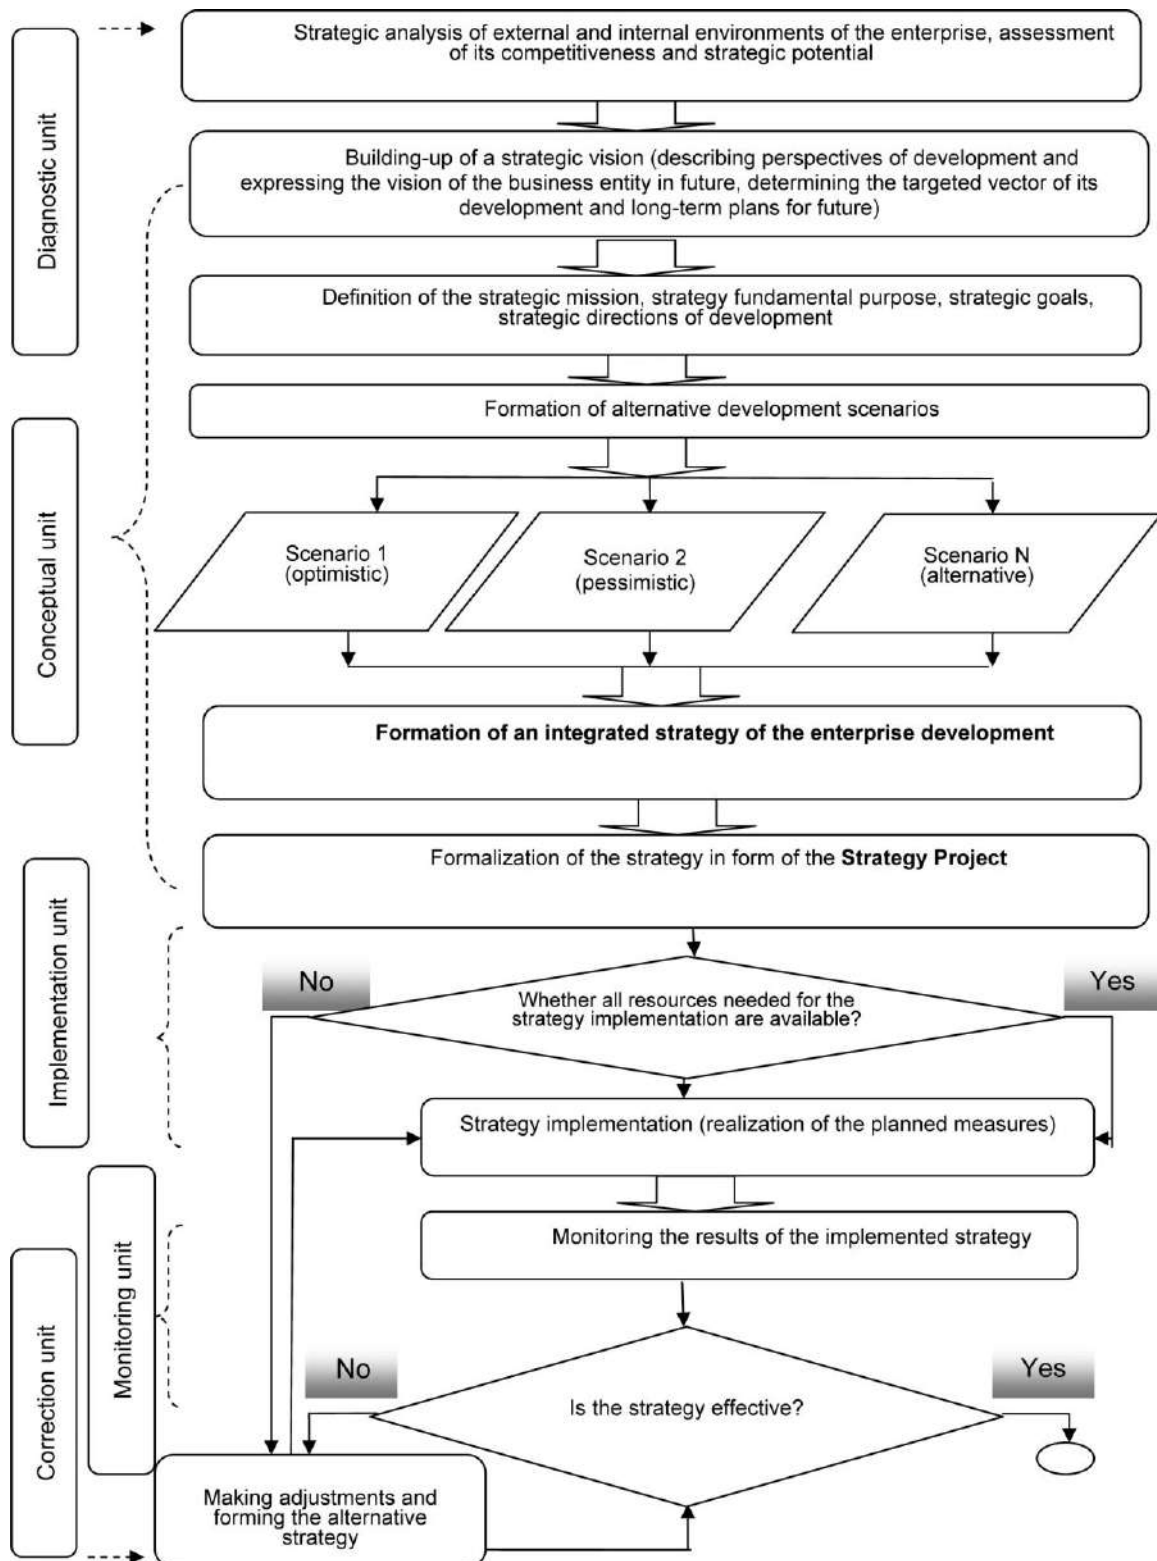 Strategic analysis of external and internal environments of the enterprise, assessment
of its competitiveness and strategic potential
Diagnostic unit
Building-up of a strategic vision (describing perspectives of development and
expressing the vision of the business entity in future, determining the targeted vector of its
development and long-term plans for future)
Definition of the strategic mission, strategy fundamental purpose, strategic goals,
strategic directions of development
Formation of alternative development scenarios
Conceptual unit
Scenario 1
(optimistic)
Scenario 2
(pessimistic)
Scenario N
(alternative)
Formation of an integrated strategy of the enterprise development
Formalization of the strategy in form of the Strategy Project
Implementation unit
No
Whether all resources needed for the
strategy implementation are available?
Yes
Strategy implementation (realization of the planned measures)
Monitoring unit
Monitoring the results of the implemented strategy
Correction unit
No
Is the strategy effective?
Yes
Making adjustments and
forming the alternative
strategy